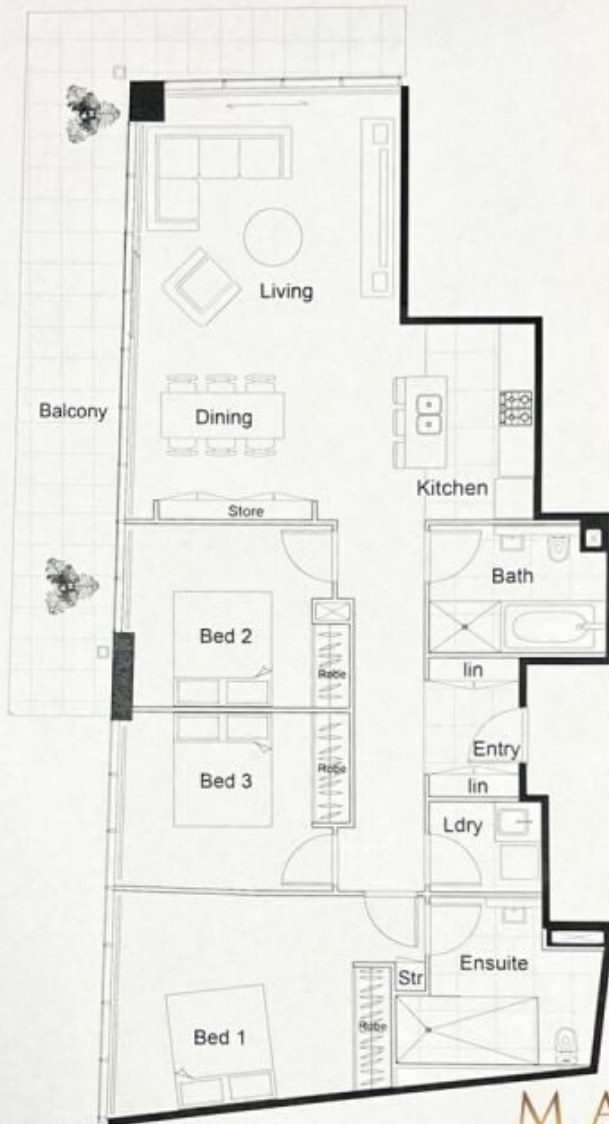 Living
Balcony
Dining
Kitchen
Store
Bath
Bed 2
Robe
lin
Entry
Bed 3
Robe
lin
Ldry
Ensuite
Str
Bed 1
Robe
MA